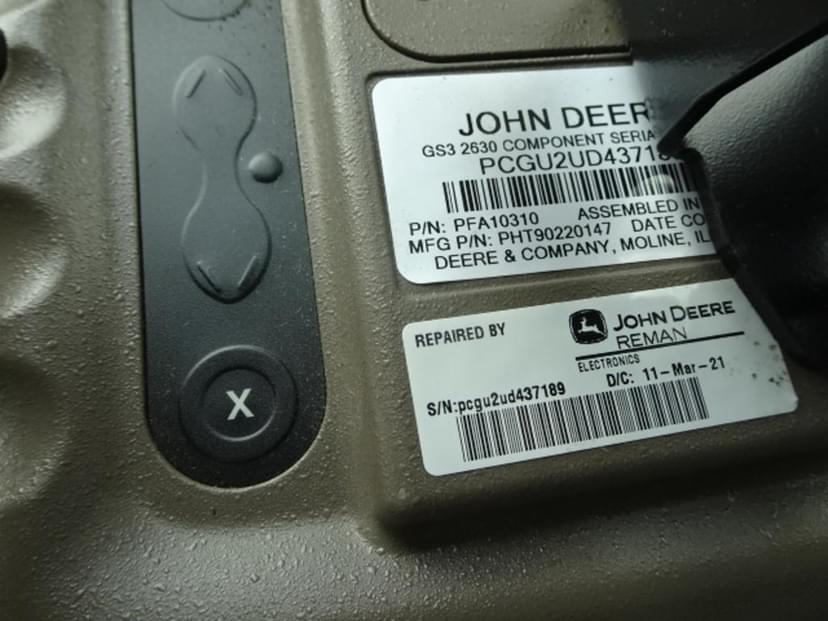 JOHN DEER
GS3 2630 COMPONENT SERIA
PCGU2UD43718
P/N: PFA10310 ASSEMBLED IN
MFG P/N: PHT90220147 DATE CO
DEERE & COMPANY, MOLINE, IL
REPAIRED BY
JOHN DEERE
REMAN
ELECTRONICS
D/C: 11-Mar-21
S/N:pcgu2ud437189
X